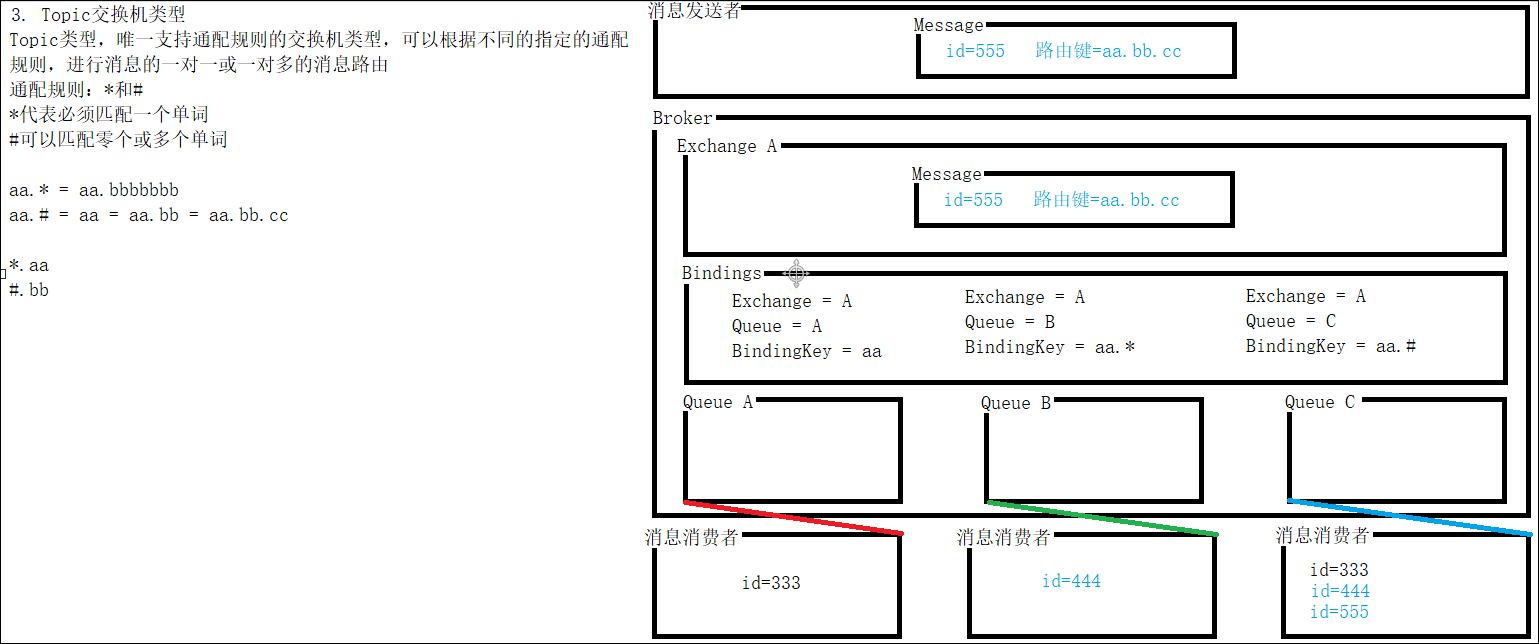 3. Topic交换机类型
Topic类型，唯一支持通配规则的交换机类型，可以根据不同的指定的通配
规则，进行消息的一对一或一对多的消息路由
通配规则：*和#
*代表必须匹配一个单词
#可以匹配零个或多个单词
aa.* = aa.bbbbbbb
aa.# = aa = aa.bb = aa.bb.cc
*.aa
#.bb
消息发送者
Message
id=555 路由键=aa.bb.cc
Broker
Exchange A
Message
id=555 路由键=aa.bb.cc
Bindings
Exchange = A
Queue = A
BindingKey = aa
Exchange = A
Queue = B
BindingKey = aa.*
Exchange = A
Queue = C
BindingKey = aa.#
Queue A
Queue B
Queue C
消息消费者
id=333
消息消费者
id=444
消息消费者
id=333
id=444
id=555